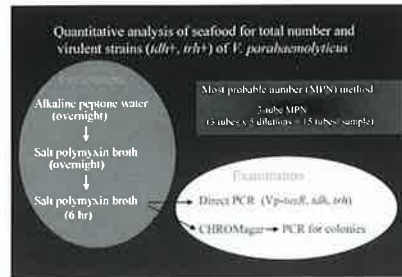 Quantitative analysis of seafood for total number and
virulent strains (tdh+, trh+) of V. parahaemolyticus
Alkaline peptone water
(overnight)
Salt polymyxin broth
(overnight)
Salt polymyxin broth
(6 hr)
Most probable number (MPN) method
3-tube MPN
(3 tubes x 5 dilutions = 15 tubes/sample)
Examination
Direct PCR (Vp-toxR, tdh, trh)
CHROMagar → PCR for colonies